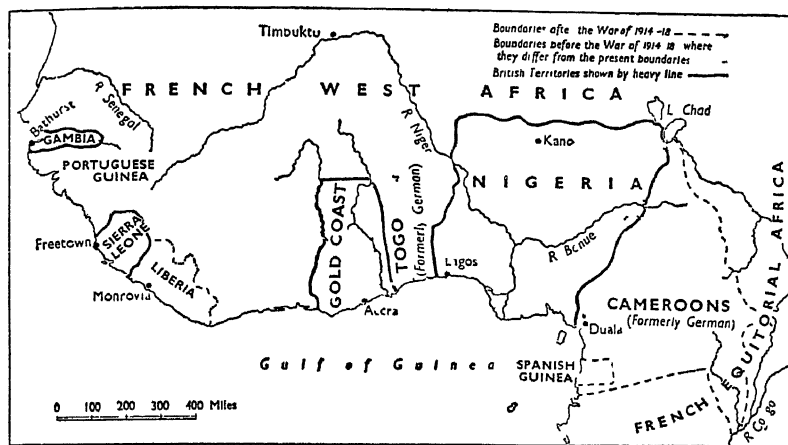 Timbuktu
Boundaries afte the War of 1914-18
Boundaries before the War of 1914 18 where
they differ from the present boundaries
British Territories shown by heavy line
FRENCH WEST AFRICA
L Chad
R Senegal
Bathurst
GAMBIA
PORTUGUESE
GUINEA
R Niger
Kano
NIGERIA
SIERRA
LEONE
Freetown
LIBERIA
Monrovia
GOLD COAST
TOGO
(Formerly German)
Lagos
Accra
R Benue
CAMEROONS
(Formerly German)
Duala
Gulf of Guinea
SPANISH
GUINEA
FRENCH EQUITORIAL AFRICA
R Co go
0 100 200 300 400 Miles